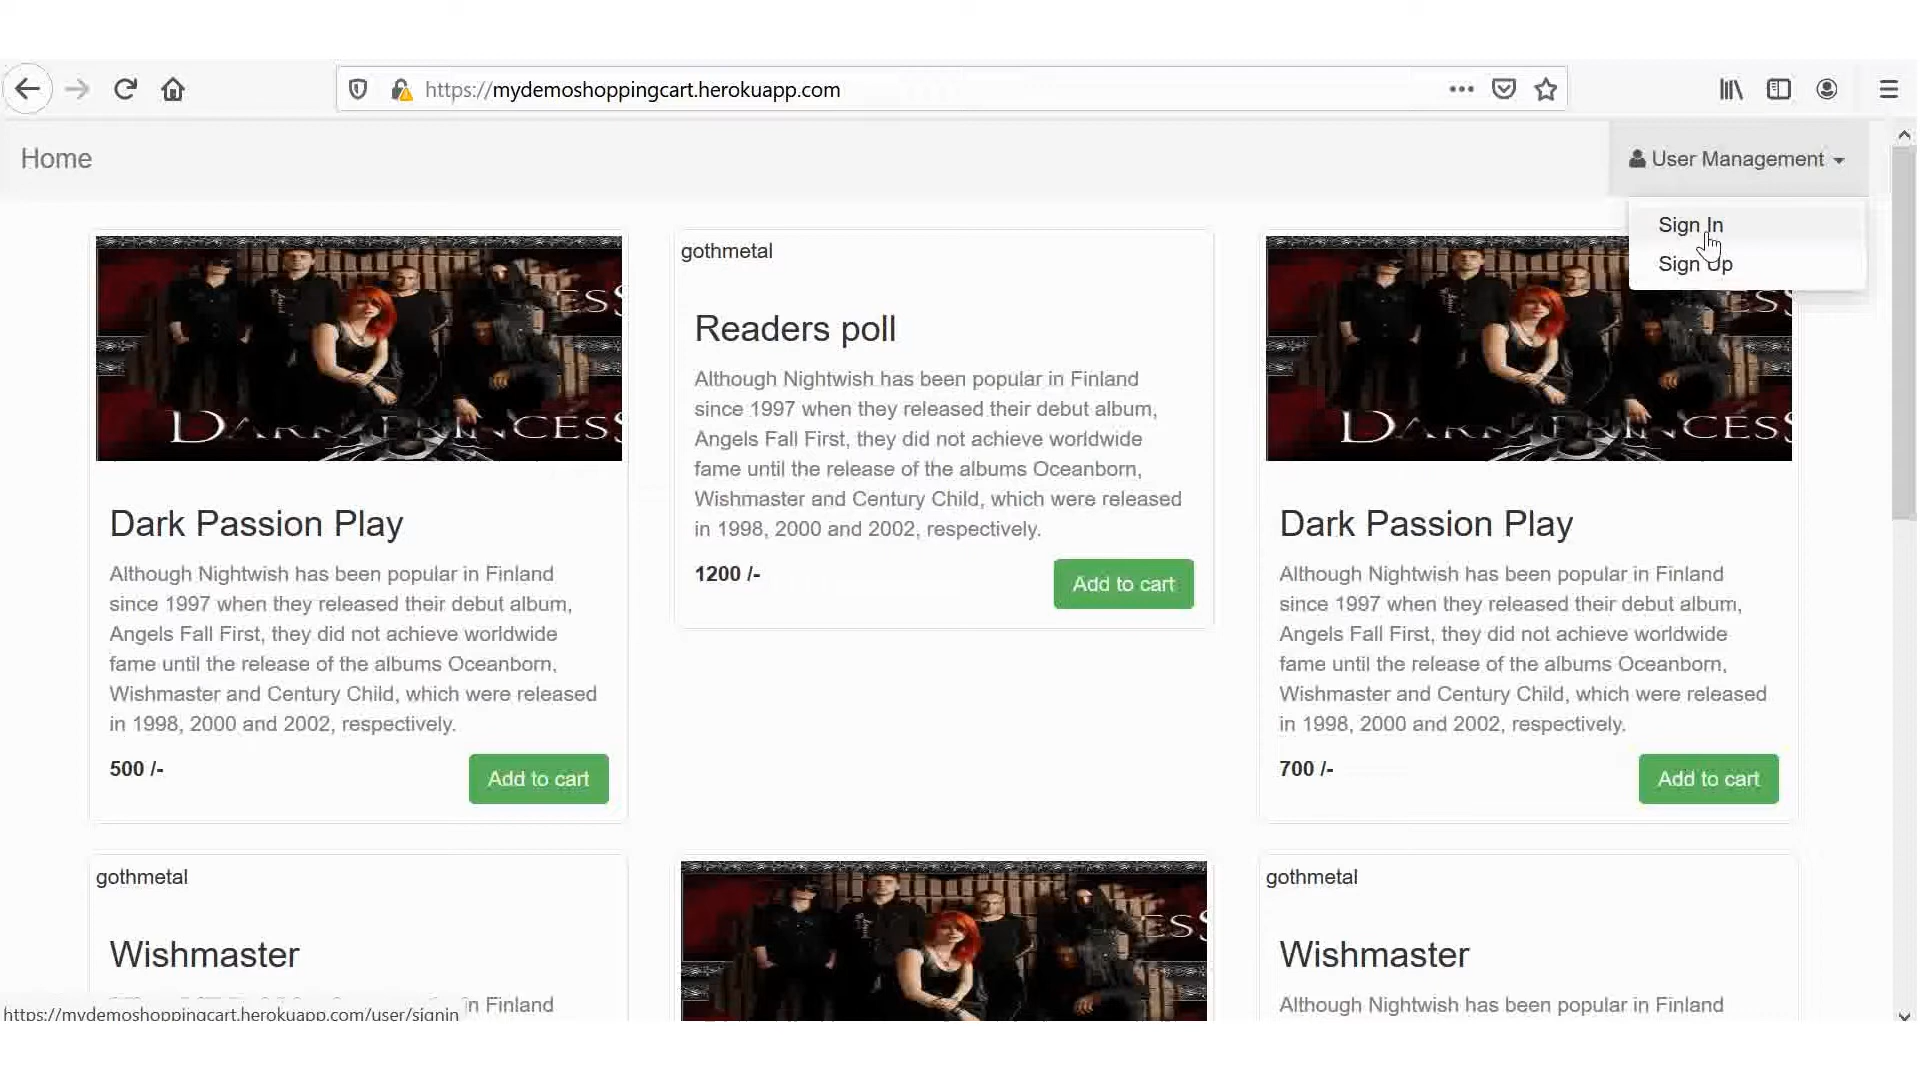 https://mydemoshoppingcart.herokuapp.com
Home
User Management
Sign In
Sign Up
DARK PRINCESS
Dark Passion Play
Although Nightwish has been popular in Finland
since 1997 when they released their debut album,
Angels Fall First, they did not achieve worldwide
fame until the release of the albums Oceanborn,
Wishmaster and Century Child, which were released
in 1998, 2000 and 2002, respectively.
500 /-
Add to cart
gothmetal
Readers poll
Although Nightwish has been popular in Finland
since 1997 when they released their debut album,
Angels Fall First, they did not achieve worldwide
fame until the release of the albums Oceanborn,
Wishmaster and Century Child, which were released
in 1998, 2000 and 2002, respectively.
1200 /-
Add to cart
DARK PRINCESS
Dark Passion Play
Although Nightwish has been popular in Finland
since 1997 when they released their debut album,
Angels Fall First, they did not achieve worldwide
fame until the release of the albums Oceanborn,
Wishmaster and Century Child, which were released
in 1998, 2000 and 2002, respectively.
700 /-
Add to cart
gothmetal
Wishmaster
in Finland
gothmetal
Wishmaster
Although Nightwish has been popular in Finland
https://mydemoshoppingcart.herokuapp.com/user/signin